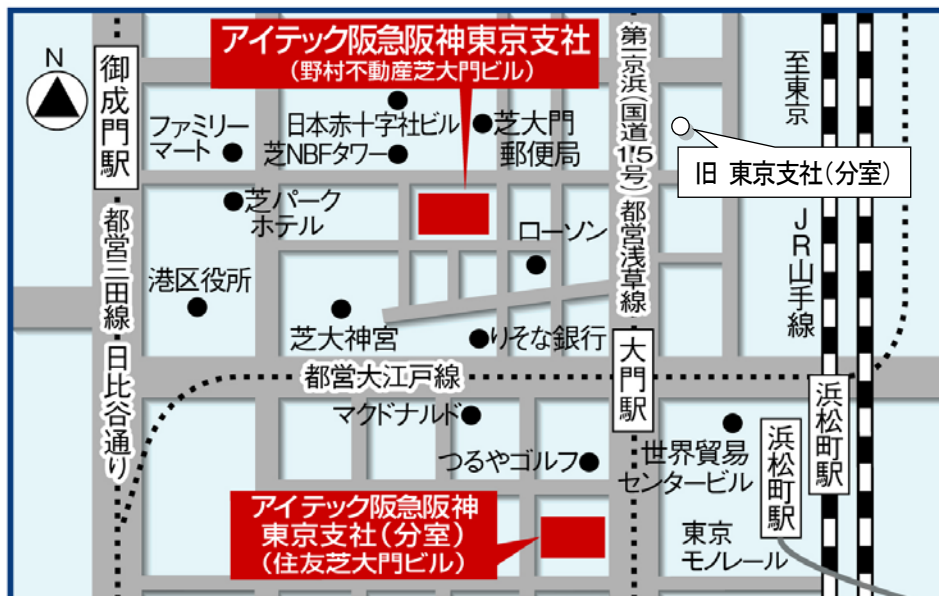 アイテック阪急阪神東京支社
(野村不動産芝大門ビル)
N
御成門駅
ファミリー
マート
日本赤十字社ビル
芝NBFタワー
芝大門
郵便局
第一京浜(国道15号)
都営浅草線
至東京
旧 東京支社(分室)
芝パーク
ホテル
ローソン
JR山手線
都営三田線
日比谷通り
港区役所
芝大神宮
りそな銀行
大門駅
都営大江戸線
マクドナルド
つるやゴルフ
世界貿易
センタービル
浜松町駅
浜松町駅
アイテック阪急阪神
東京支社(分室)
(住友芝大門ビル)
東京
モノレール